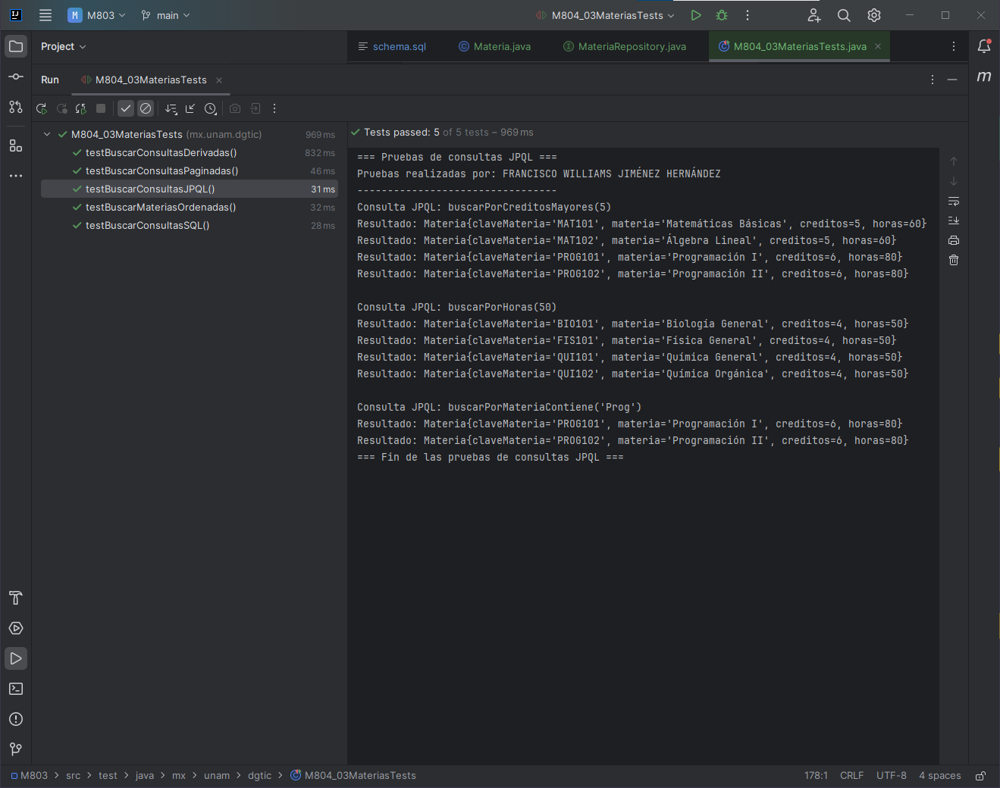 M M803 main M804_03MateriasTests
Project schema.sql Materia.java MateriaRepository.java M804_03MateriasTests.java
Run M804_03MateriasTests
M804_03MateriasTests (mx.unam.dgtic) 969 ms
testBuscarConsultasDerivadas() 832 ms
testBuscarConsultasPaginadas() 46 ms
testBuscarConsultasJPQL() 31 ms
testBuscarMateriasOrdenadas() 32 ms
testBuscarConsultasSQL() 28 ms
Tests passed: 5 of 5 tests – 969 ms
=== Pruebas de consultas JPQL ===
Pruebas realizadas por: FRANCISCO WILLIAMS JIMÉNEZ HERNÁNDEZ
---------------------------------
Consulta JPQL: buscarPorCreditosMayores(5)
Resultado: Materia{claveMateria='MAT101', materia='Matemáticas Básicas', creditos=5, horas=60}
Resultado: Materia{claveMateria='MAT102', materia='Álgebra Lineal', creditos=5, horas=60}
Resultado: Materia{claveMateria='PROG101', materia='Programación I', creditos=6, horas=80}
Resultado: Materia{claveMateria='PROG102', materia='Programación II', creditos=6, horas=80}
Consulta JPQL: buscarPorHoras(50)
Resultado: Materia{claveMateria='BIO101', materia='Biología General', creditos=4, horas=50}
Resultado: Materia{claveMateria='FIS101', materia='Física General', creditos=4, horas=50}
Resultado: Materia{claveMateria='QUI101', materia='Química General', creditos=4, horas=50}
Resultado: Materia{claveMateria='QUI102', materia='Química Orgánica', creditos=4, horas=50}
Consulta JPQL: buscarPorMateriaContiene('Prog')
Resultado: Materia{claveMateria='PROG101', materia='Programación I', creditos=6, horas=80}
Resultado: Materia{claveMateria='PROG102', materia='Programación II', creditos=6, horas=80}
=== Fin de las pruebas de consultas JPQL ===
M803 > src > test > java > mx > unam > dgtic > M804_03MateriasTests 178:1 CRLF UTF-8 4 spaces